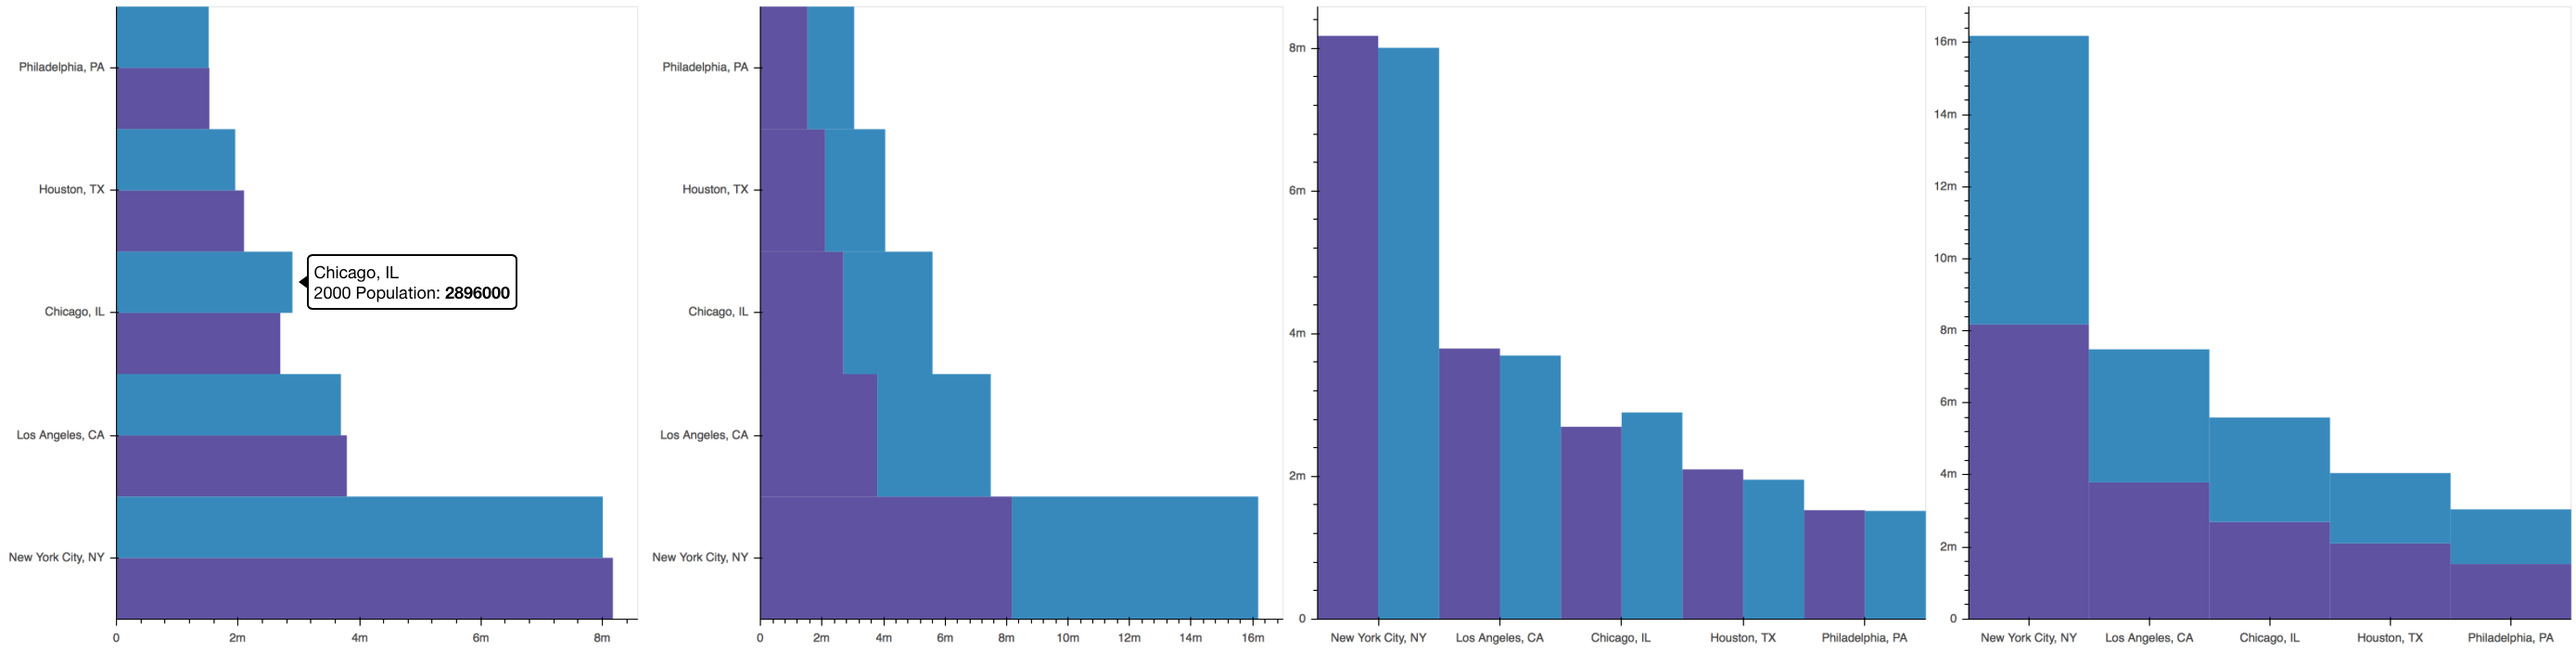 Philadelphia, PA
Houston, TX
Chicago, IL
Los Angeles, CA
New York City, NY
0 2m 4m 6m 8m
Chicago, IL
2000 Population: 2896000
Philadelphia, PA
Houston, TX
Chicago, IL
Los Angeles, CA
New York City, NY
0 2m 4m 6m 8m 10m 12m 14m 16m
8m
6m
4m
2m
0
New York City, NY Los Angeles, CA Chicago, IL Houston, TX Philadelphia, PA
16m
14m
12m
10m
8m
6m
4m
2m
0
New York City, NY Los Angeles, CA Chicago, IL Houston, TX Philadelphia, PA